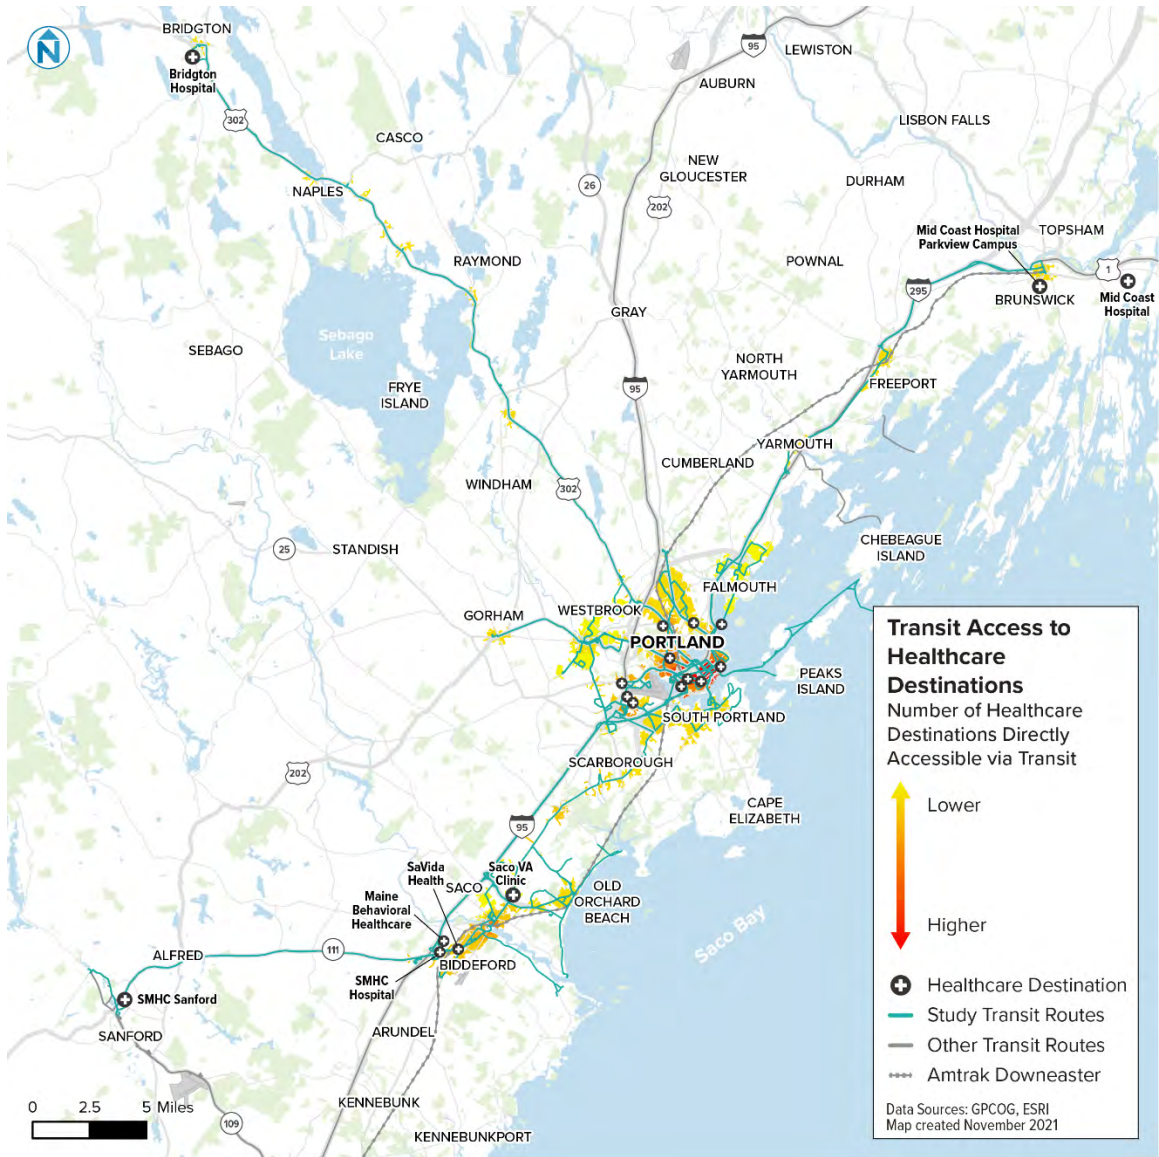 N
BRIDGTON
Bridgton
Hospital
302
95
LEWISTON
AUBURN
LISBON FALLS
CASCO
NEW
GLOUCESTER
26
202
DURHAM
NAPLES
Mid Coast Hospital
Parkview Campus
TOPSHAM
RAYMOND
POWNAL
1
295
BRUNSWICK
Mid Coast
Hospital
GRAY
Sebago
Lake
SEBAGO
NORTH
YARMOUTH
FRYE
ISLAND
95
FREEPORT
YARMOUTH
CUMBERLAND
WINDHAM
302
25
STANDISH
CHEBEAGUE
ISLAND
FALMOUTH
GORHAM
WESTBROOK
PORTLAND
PEAKS
ISLAND
SOUTH PORTLAND
SCARBOROUGH
202
CAPE
ELIZABETH
95
SaVida
Health
Saco VA
Clinic
SACO
Maine
Behavioral
Healthcare
OLD
ORCHARD
BEACH
Saco Bay
ALFRED
111
BIDDEFORD
SMHC
Hospital
SMHC Sanford
SANFORD
ARUNDEL
KENNEBUNK
109
KENNEBUNKPORT
0 2.5 5 Miles
Transit Access to
Healthcare
Destinations
Number of Healthcare
Destinations Directly
Accessible via Transit
Lower
Higher
Healthcare Destination
Study Transit Routes
Other Transit Routes
Amtrak Downeaster
Data Sources: GPCOG, ESRI
Map created November 2021